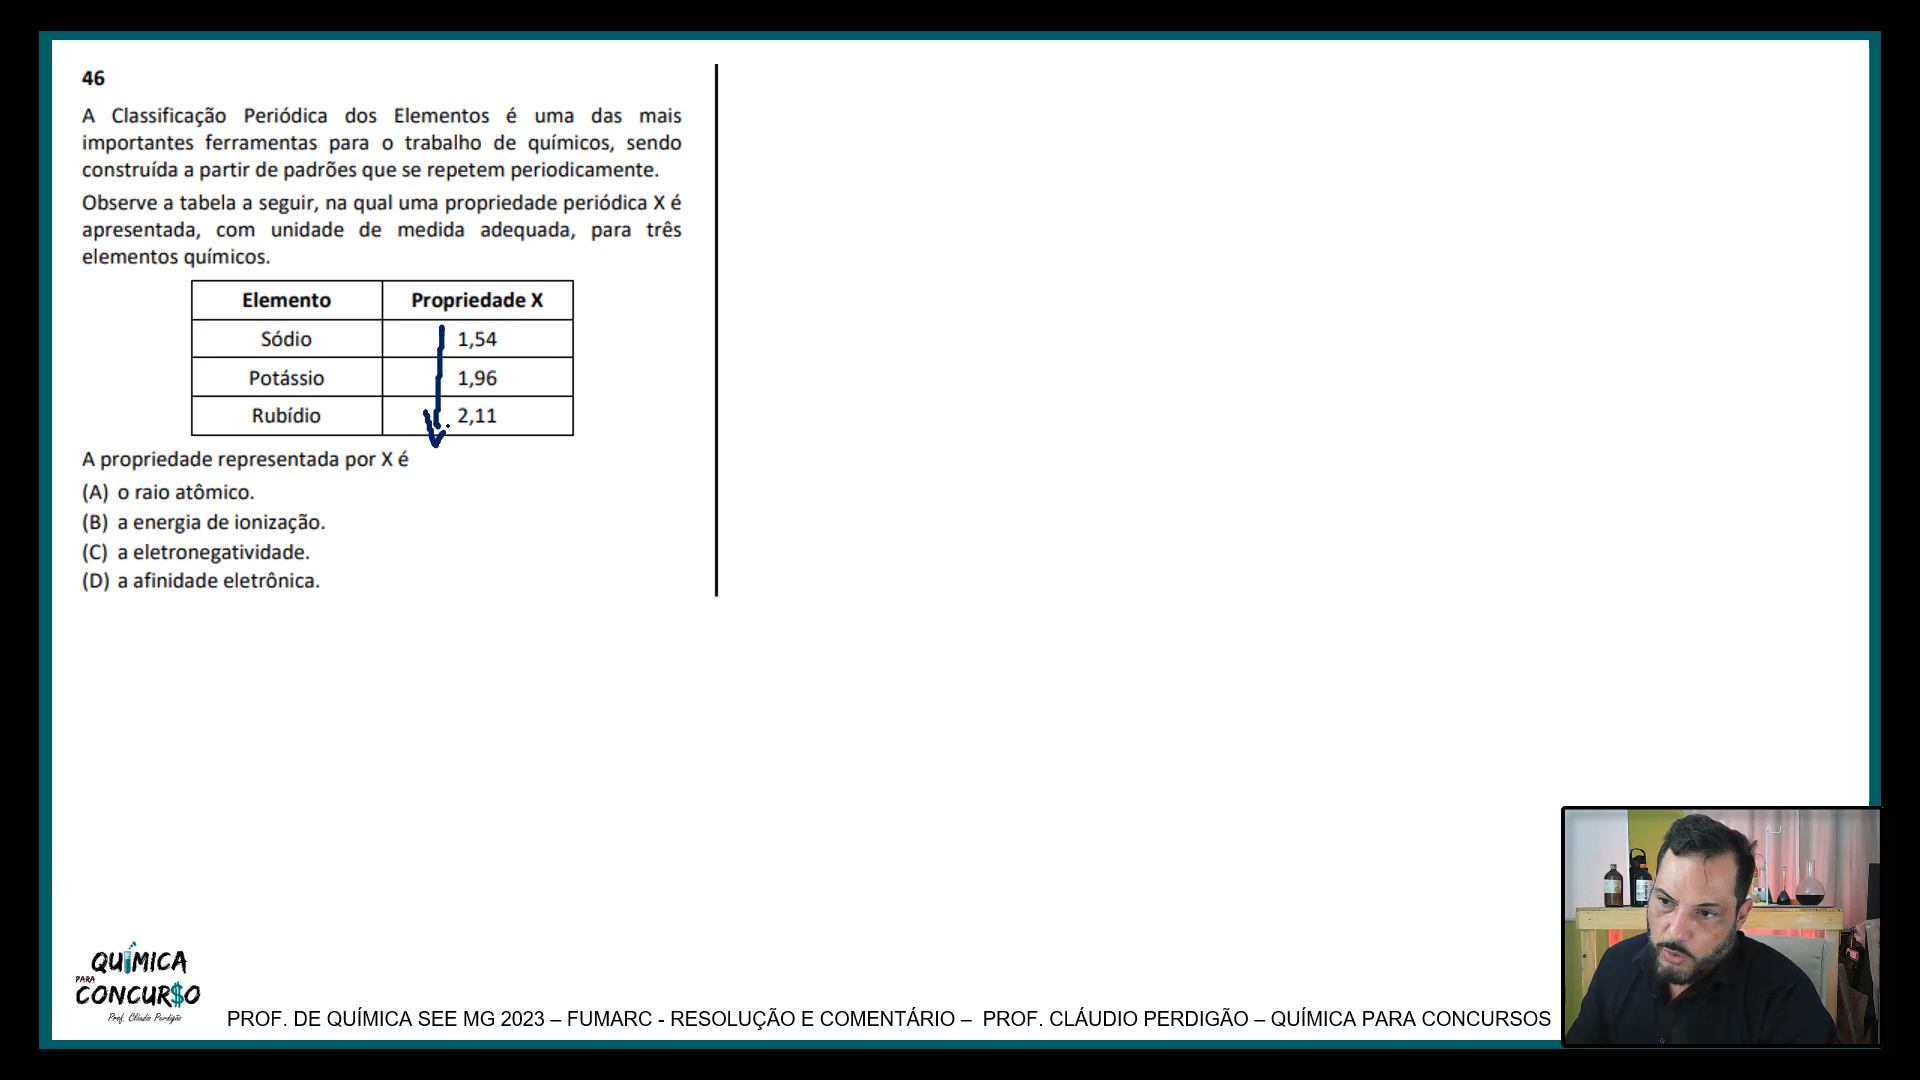 46
A Classificação Periódica dos Elementos é uma das mais
importantes ferramentas para o trabalho de químicos, sendo
construída a partir de padrões que se repetem periodicamente.
Observe a tabela a seguir, na qual uma propriedade periódica X é
apresentada, com unidade de medida adequada, para três
elementos químicos.
Elemento Propriedade X
Sódio 1,54
Potássio 1,96
Rubídio 2,11
A propriedade representada por X é
(A) o raio atômico.
(B) a energia de ionização.
(C) a eletronegatividade.
(D) a afinidade eletrônica.
QUÍMICA
PARA
CONCUR$O
Prof. Cláudio Perdigão
PROF. DE QUÍMICA SEE MG 2023 – FUMARC - RESOLUÇÃO E COMENTÁRIO – PROF. CLÁUDIO PERDIGÃO – QUÍMICA PARA CONCURSOS